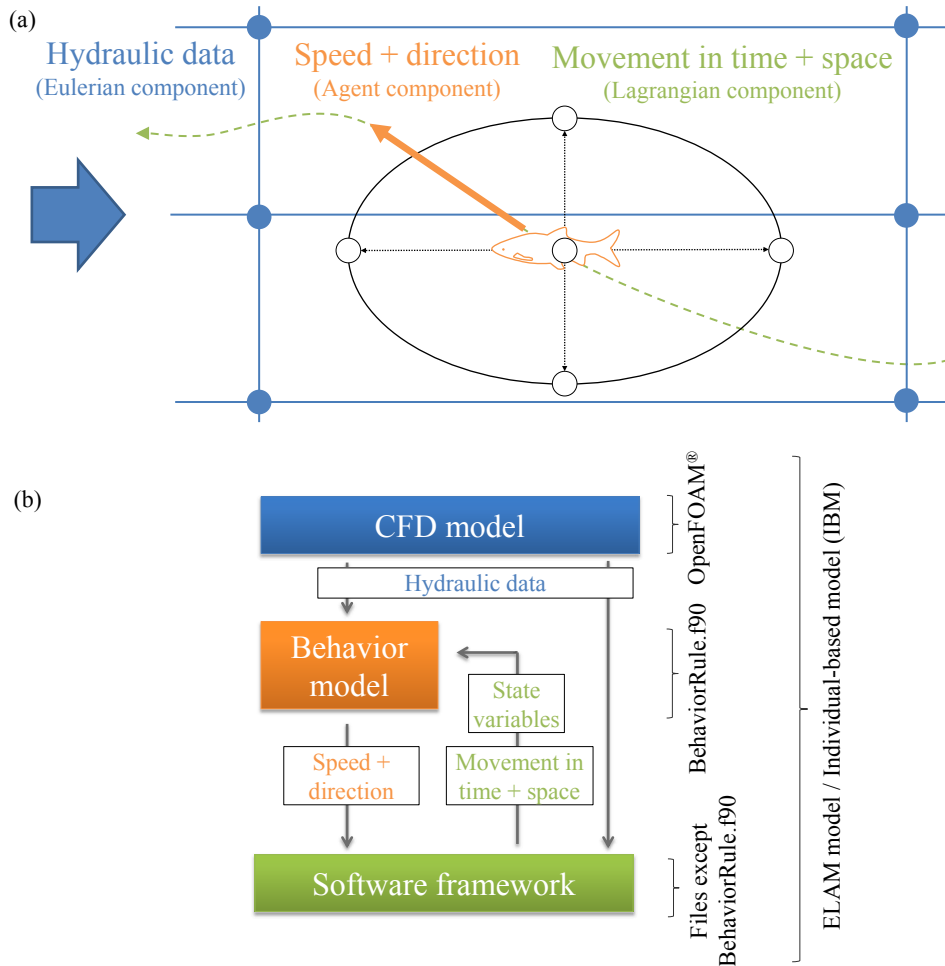 (a)
Hydraulic data
(Eulerian component)
Speed + direction
(Agent component)
Movement in time + space
(Lagrangian component)
(b)
CFD model
Hydraulic data
Behavior
model
State
variables
Speed +
direction
Movement in
time + space
Software framework
OpenFOAM®
BehaviorRule.f90
Files except
BehaviorRule.f90
ELAM model / Individual-based model (IBM)